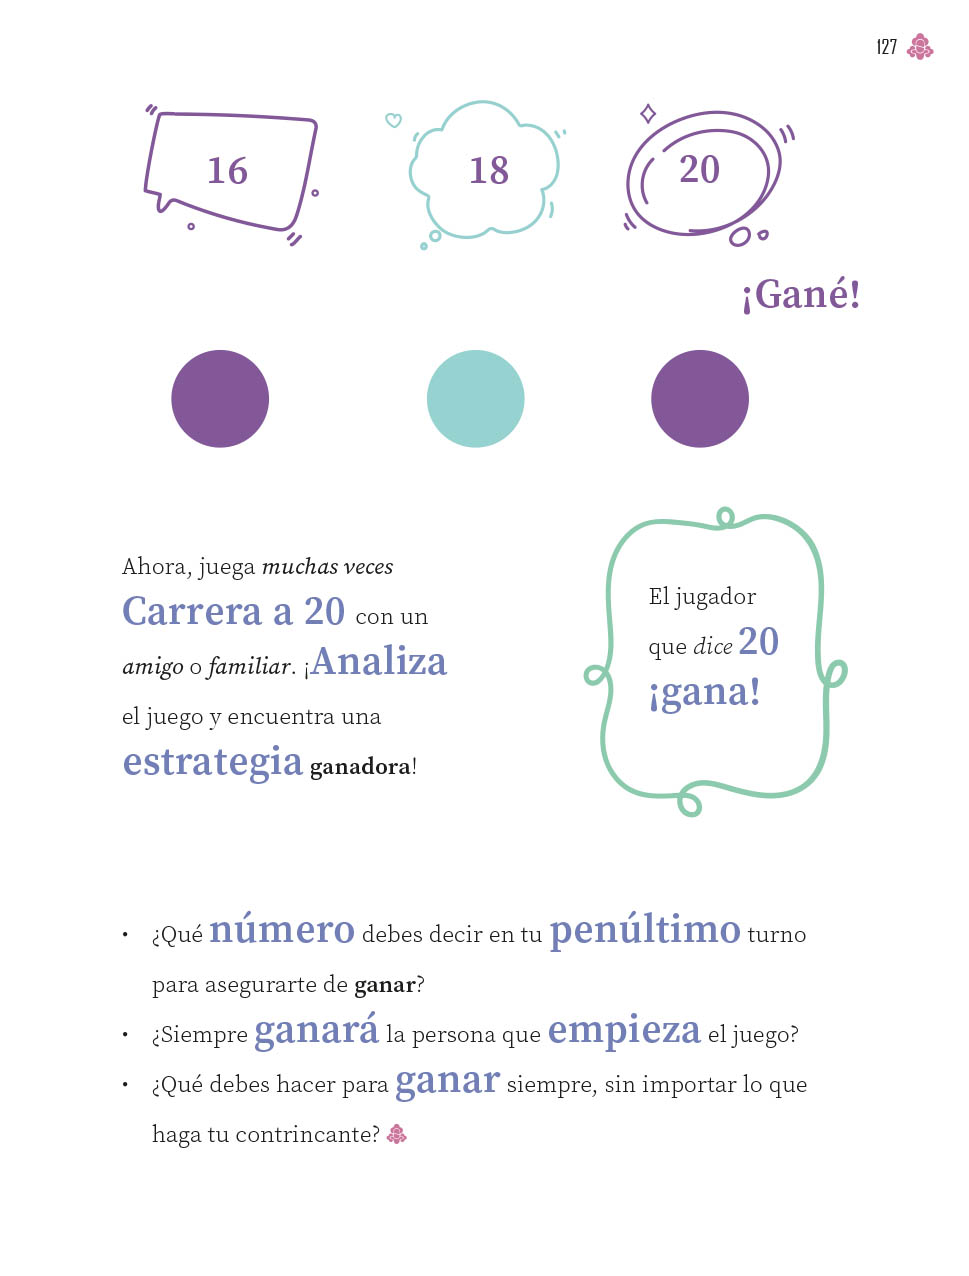 127
16
18
20
¡Gané!
Ahora, juega muchas veces
Carrera a 20 con un
amigo o familiar. ¡Analiza
el juego y encuentra una
estrategia ganadora!
El jugador
que dice 20
¡gana!
• ¿Qué número debes decir en tu penúltimo turno
para asegurarte de ganar?
• ¿Siempre ganará la persona que empieza el juego?
• ¿Qué debes hacer para ganar siempre, sin importar lo que
haga tu contrincante?